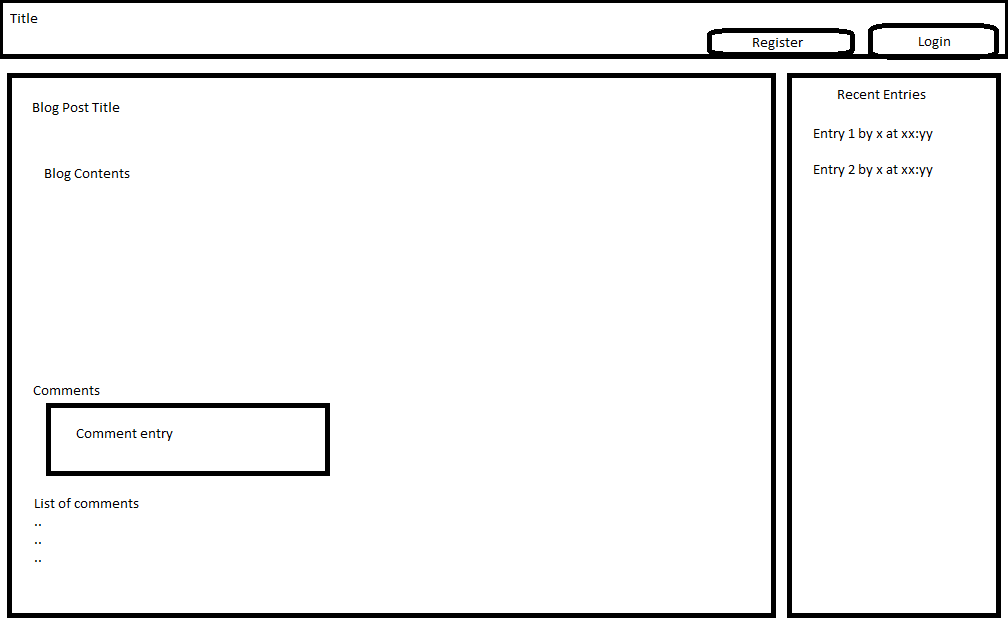 Title
Register
Login
Blog Post Title
Blog Contents
Comments
Comment entry
List of comments
..
..
..
Recent Entries
Entry 1 by x at xx:yy
Entry 2 by x at xx:yy